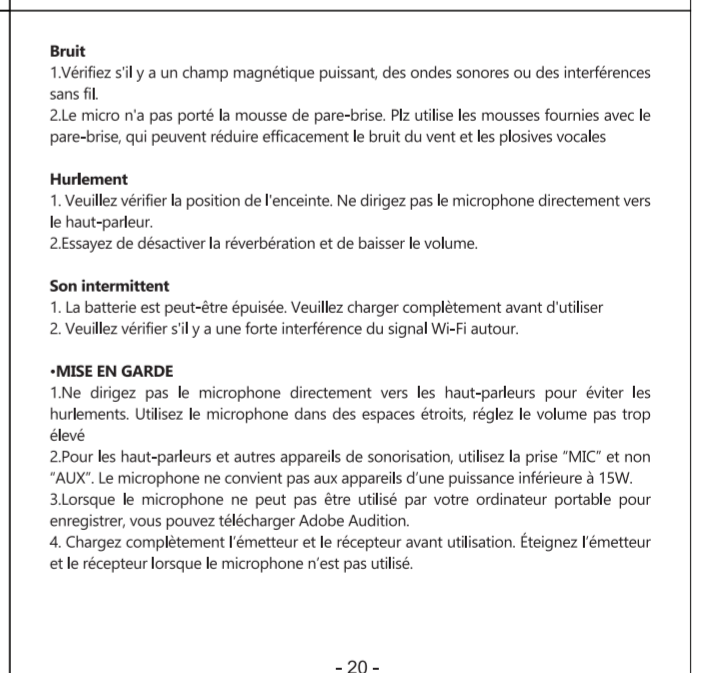 Bruit
1.Vérifiez s'il y a un champ magnétique puissant, des ondes sonores ou des interférences
sans fil.
2.Le micro n'a pas porté la mousse de pare-brise. Plz utilise les mousses fournies avec le
pare-brise, qui peuvent réduire efficacement le bruit du vent et les plosives vocales
Hurlement
1. Veuillez vérifier la position de l'enceinte. Ne dirigez pas le microphone directement vers
le haut-parleur.
2.Essayez de désactiver la réverbération et de baisser le volume.
Son intermittent
1. La batterie est peut-être épuisée. Veuillez charger complètement avant d'utiliser
2. Veuillez vérifier s'il y a une forte interférence du signal Wi-Fi autour.
•MISE EN GARDE
1.Ne dirigez pas le microphone directement vers les haut-parleurs pour éviter les
hurlements. Utilisez le microphone dans des espaces étroits, réglez le volume pas trop
élevé
2.Pour les haut-parleurs et autres appareils de sonorisation, utilisez la prise "MIC" et non
"AUX". Le microphone ne convient pas aux appareils d'une puissance inférieure à 15W.
3.Lorsque le microphone ne peut pas être utilisé par votre ordinateur portable pour
enregistrer, vous pouvez télécharger Adobe Audition.
4. Chargez complètement l'émetteur et le récepteur avant utilisation. Éteignez l'émetteur
et le récepteur lorsque le microphone n'est pas utilisé.
- 20 -